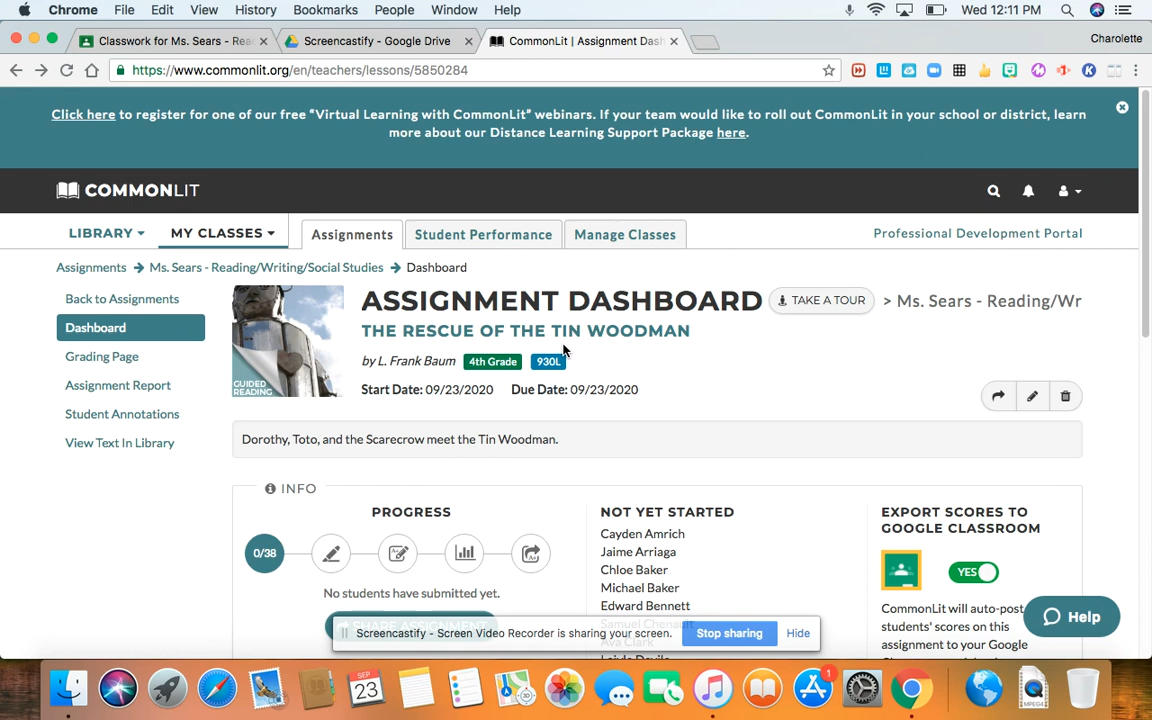 Chrome File Edit View History Bookmarks People Window Help Wed 12:11 PM
Classwork for Ms. Sears - Rea Screencastify - Google Drive CommonLit | Assignment Dash Charolette
https://www.commonlit.org/en/teachers/lessons/5850284
Click here to register for one of our free “Virtual Learning with CommonLit” webinars. If your team would like to roll out CommonLit in your school or district, learn
more about our Distance Learning Support Package here.
COMMONLIT
LIBRARY MY CLASSES Assignments Student Performance Manage Classes Professional Development Portal
Assignments → Ms. Sears - Reading/Writing/Social Studies → Dashboard
Back to Assignments
Dashboard
Grading Page
Assignment Report
Student Annotations
View Text In Library
GUIDED
READING
ASSIGNMENT DASHBOARD TAKE A TOUR > Ms. Sears - Reading/Wr
THE RESCUE OF THE TIN WOODMAN
by L. Frank Baum 4th Grade 930L
Start Date: 09/23/2020 Due Date: 09/23/2020
Dorothy, Toto, and the Scarecrow meet the Tin Woodman.
INFO
PROGRESS
0/38
No students have submitted yet.
SHARE ASSIGNMENT
NOT YET STARTED
Cayden Amrich
Jaime Arriaga
Chloe Baker
Michael Baker
Edward Bennett
Samuel Chenault
Ava Clark
EXPORT SCORES TO
GOOGLE CLASSROOM
YES
CommonLit will auto-post
students' scores on this
assignment to your Google
Help
Screencastify - Screen Video Recorder is sharing your screen. Stop sharing Hide
SEP
23
1
MPEG4